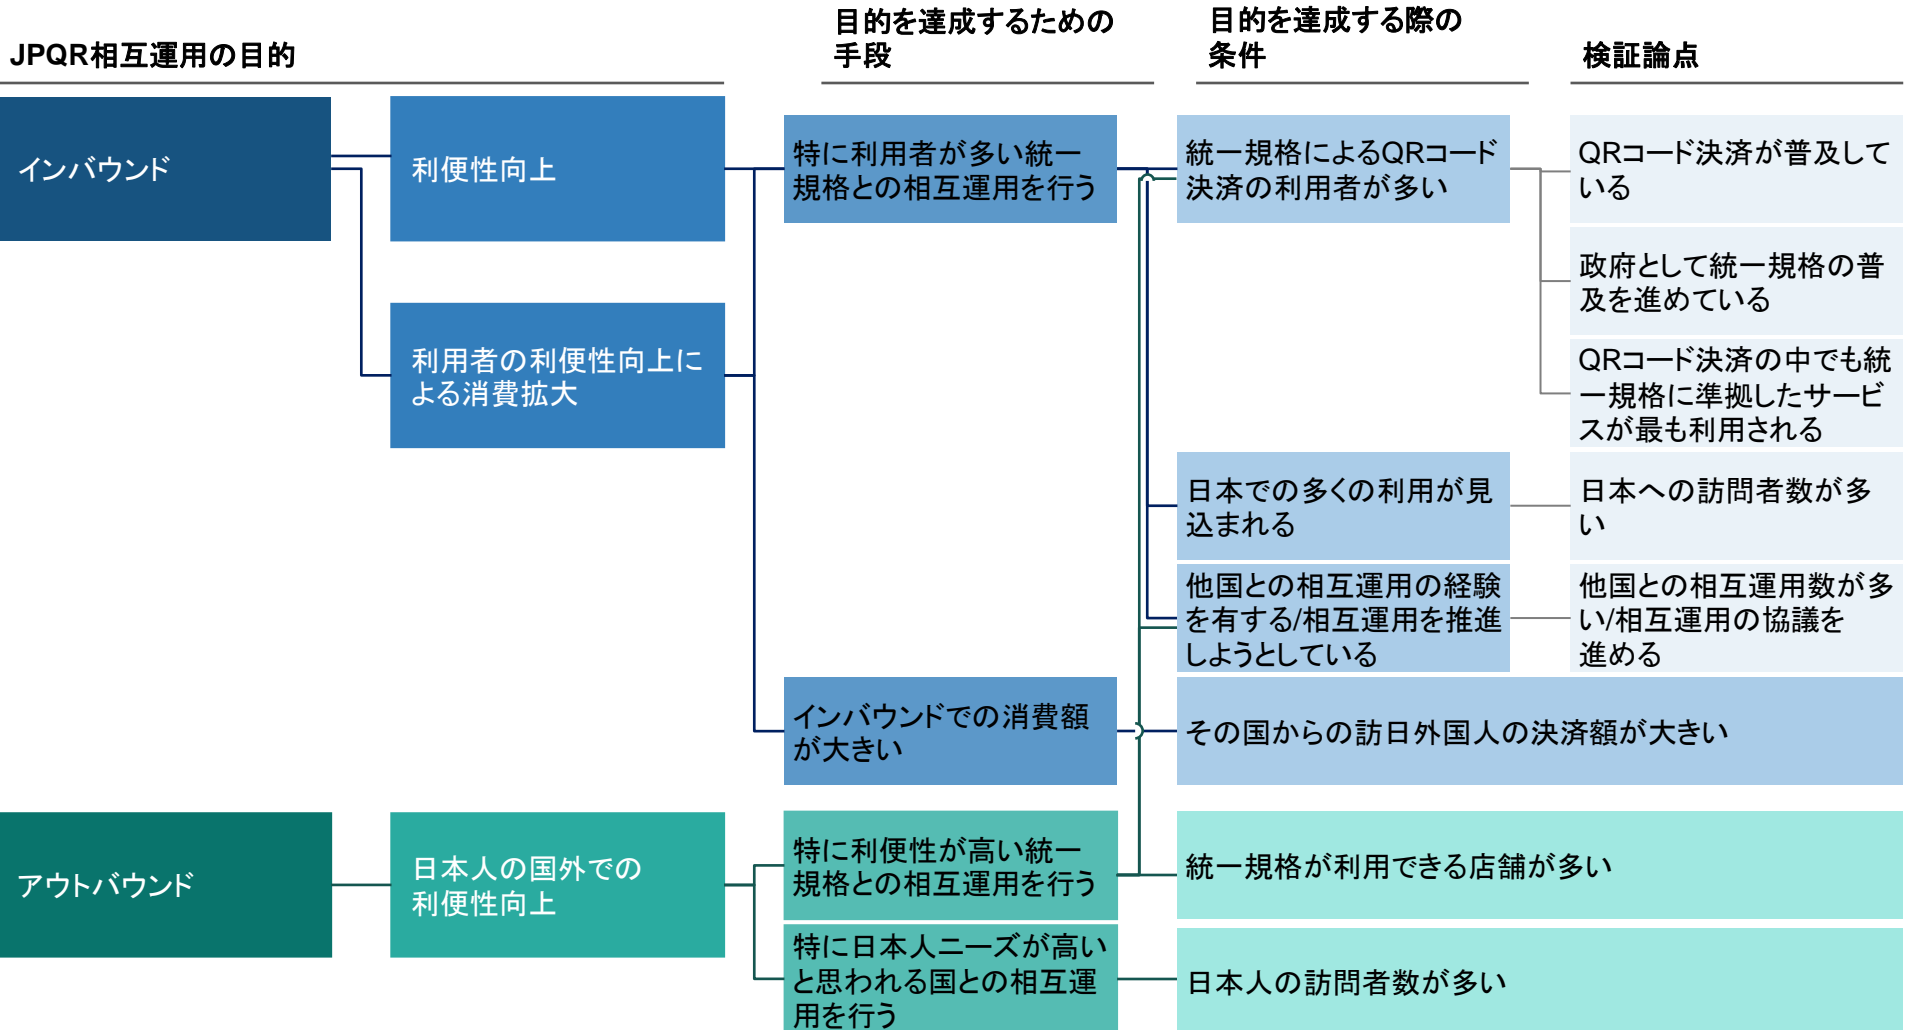 JPQR相互運用の目的
目的を達成するための
手段
目的を達成する際の
条件
検証論点
インバウンド
利便性向上
利用者の利便性向上に
よる消費拡大
特に利用者が多い統一
規格との相互運用を行う
統一規格によるQRコード
決済の利用者が多い
QRコード決済が普及して
いる
政府として統一規格の普
及を進めている
QRコード決済の中でも統
一規格に準拠したサービ
スが最も利用される
日本での多くの利用が見
込まれる
日本への訪問者数が多
い
他国との相互運用の経験
を有する/相互運用を推進
しようとしている
他国との相互運用数が多
い/相互運用の協議を
進める
インバウンドでの消費額
が大きい
その国からの訪日外国人の決済額が大きい
アウトバウンド
日本人の国外での
利便性向上
特に利便性が高い統一
規格との相互運用を行う
統一規格が利用できる店舗が多い
特に日本人ニーズが高い
と思われる国との相互運
用を行う
日本人の訪問者数が多い